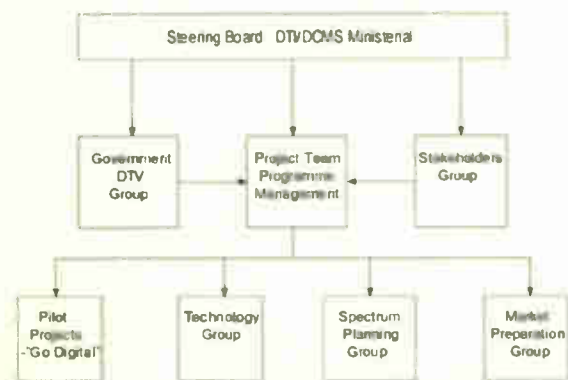 Steering Board DTI/DCMS Ministerial
Government
DTV
Group
Project Team
Programme
Management
Stakeholders
Group
Pilot
Projects
-"Go Digital"
Technology
Group
Spectrum
Planning
Group
Market
Preparation
Group